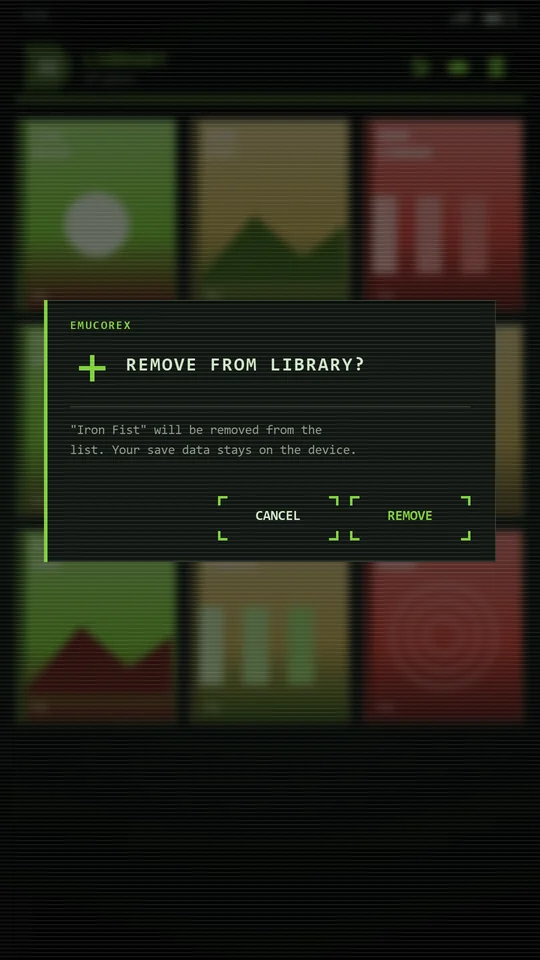 EMUCOREX
REMOVE FROM LIBRARY?
"Iron Fist" will be removed from the
list. Your save data stays on the device.
CANCEL
REMOVE